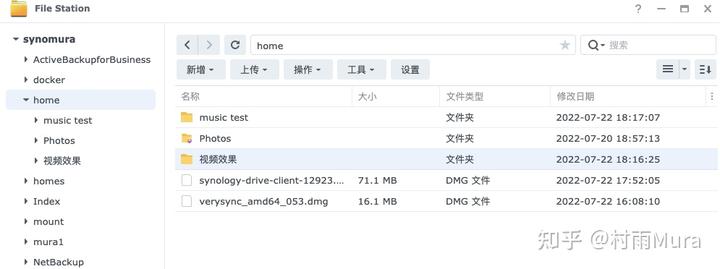 File Station
synomura
ActiveBackupforBusiness
docker
home
music test
Photos
视频效果
homes
Index
mount
mura1
NetBackup
home
搜索
新增 上传 操作 工具 设置
名称 大小 文件类型 修改日期
music test 文件夹 2022-07-22 18:17:07
Photos 文件夹 2022-07-20 18:57:13
视频效果 文件夹 2022-07-22 18:16:25
synology-drive-client-12923.... 71.1 MB DMG 文件 2022-07-22 17:52:05
verysync_amd64_053.dmg 16.1 MB DMG 文件 2022-07-22 16:08:10
知乎 @村雨Mura